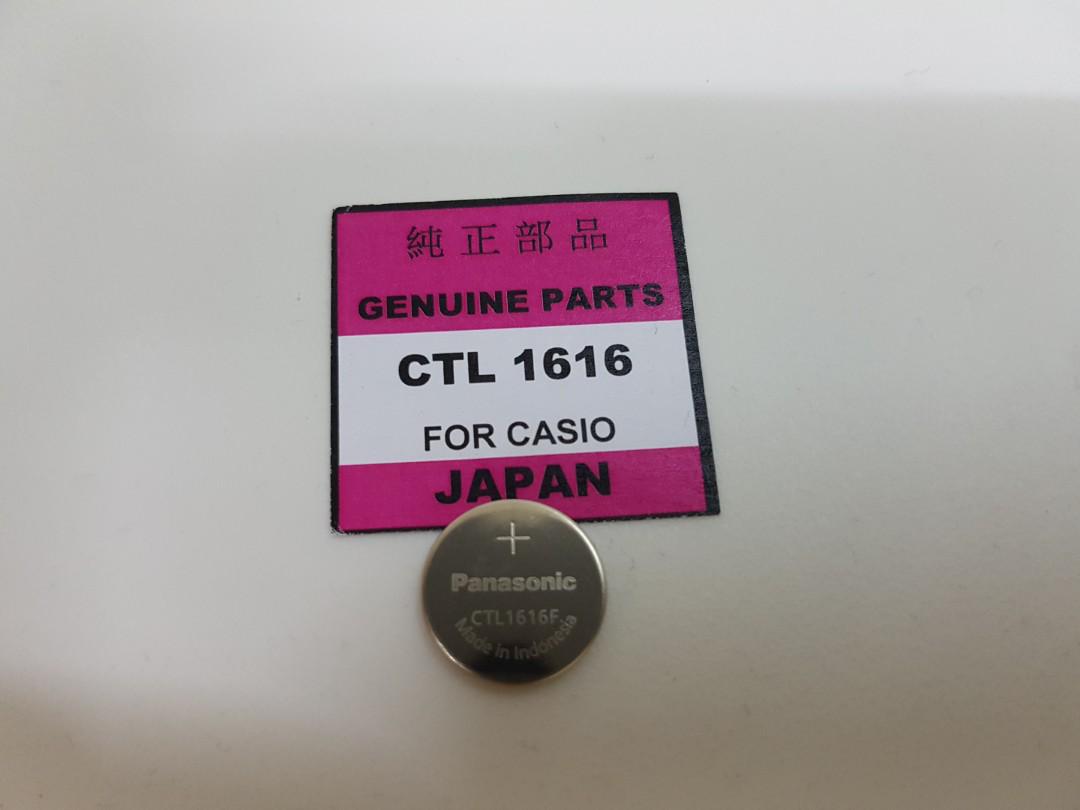 純正部品
GENUINE PARTS
CTL 1616
FOR CASIO
JAPAN
+
Panasonic
CTL1616F
Made in Indonesia